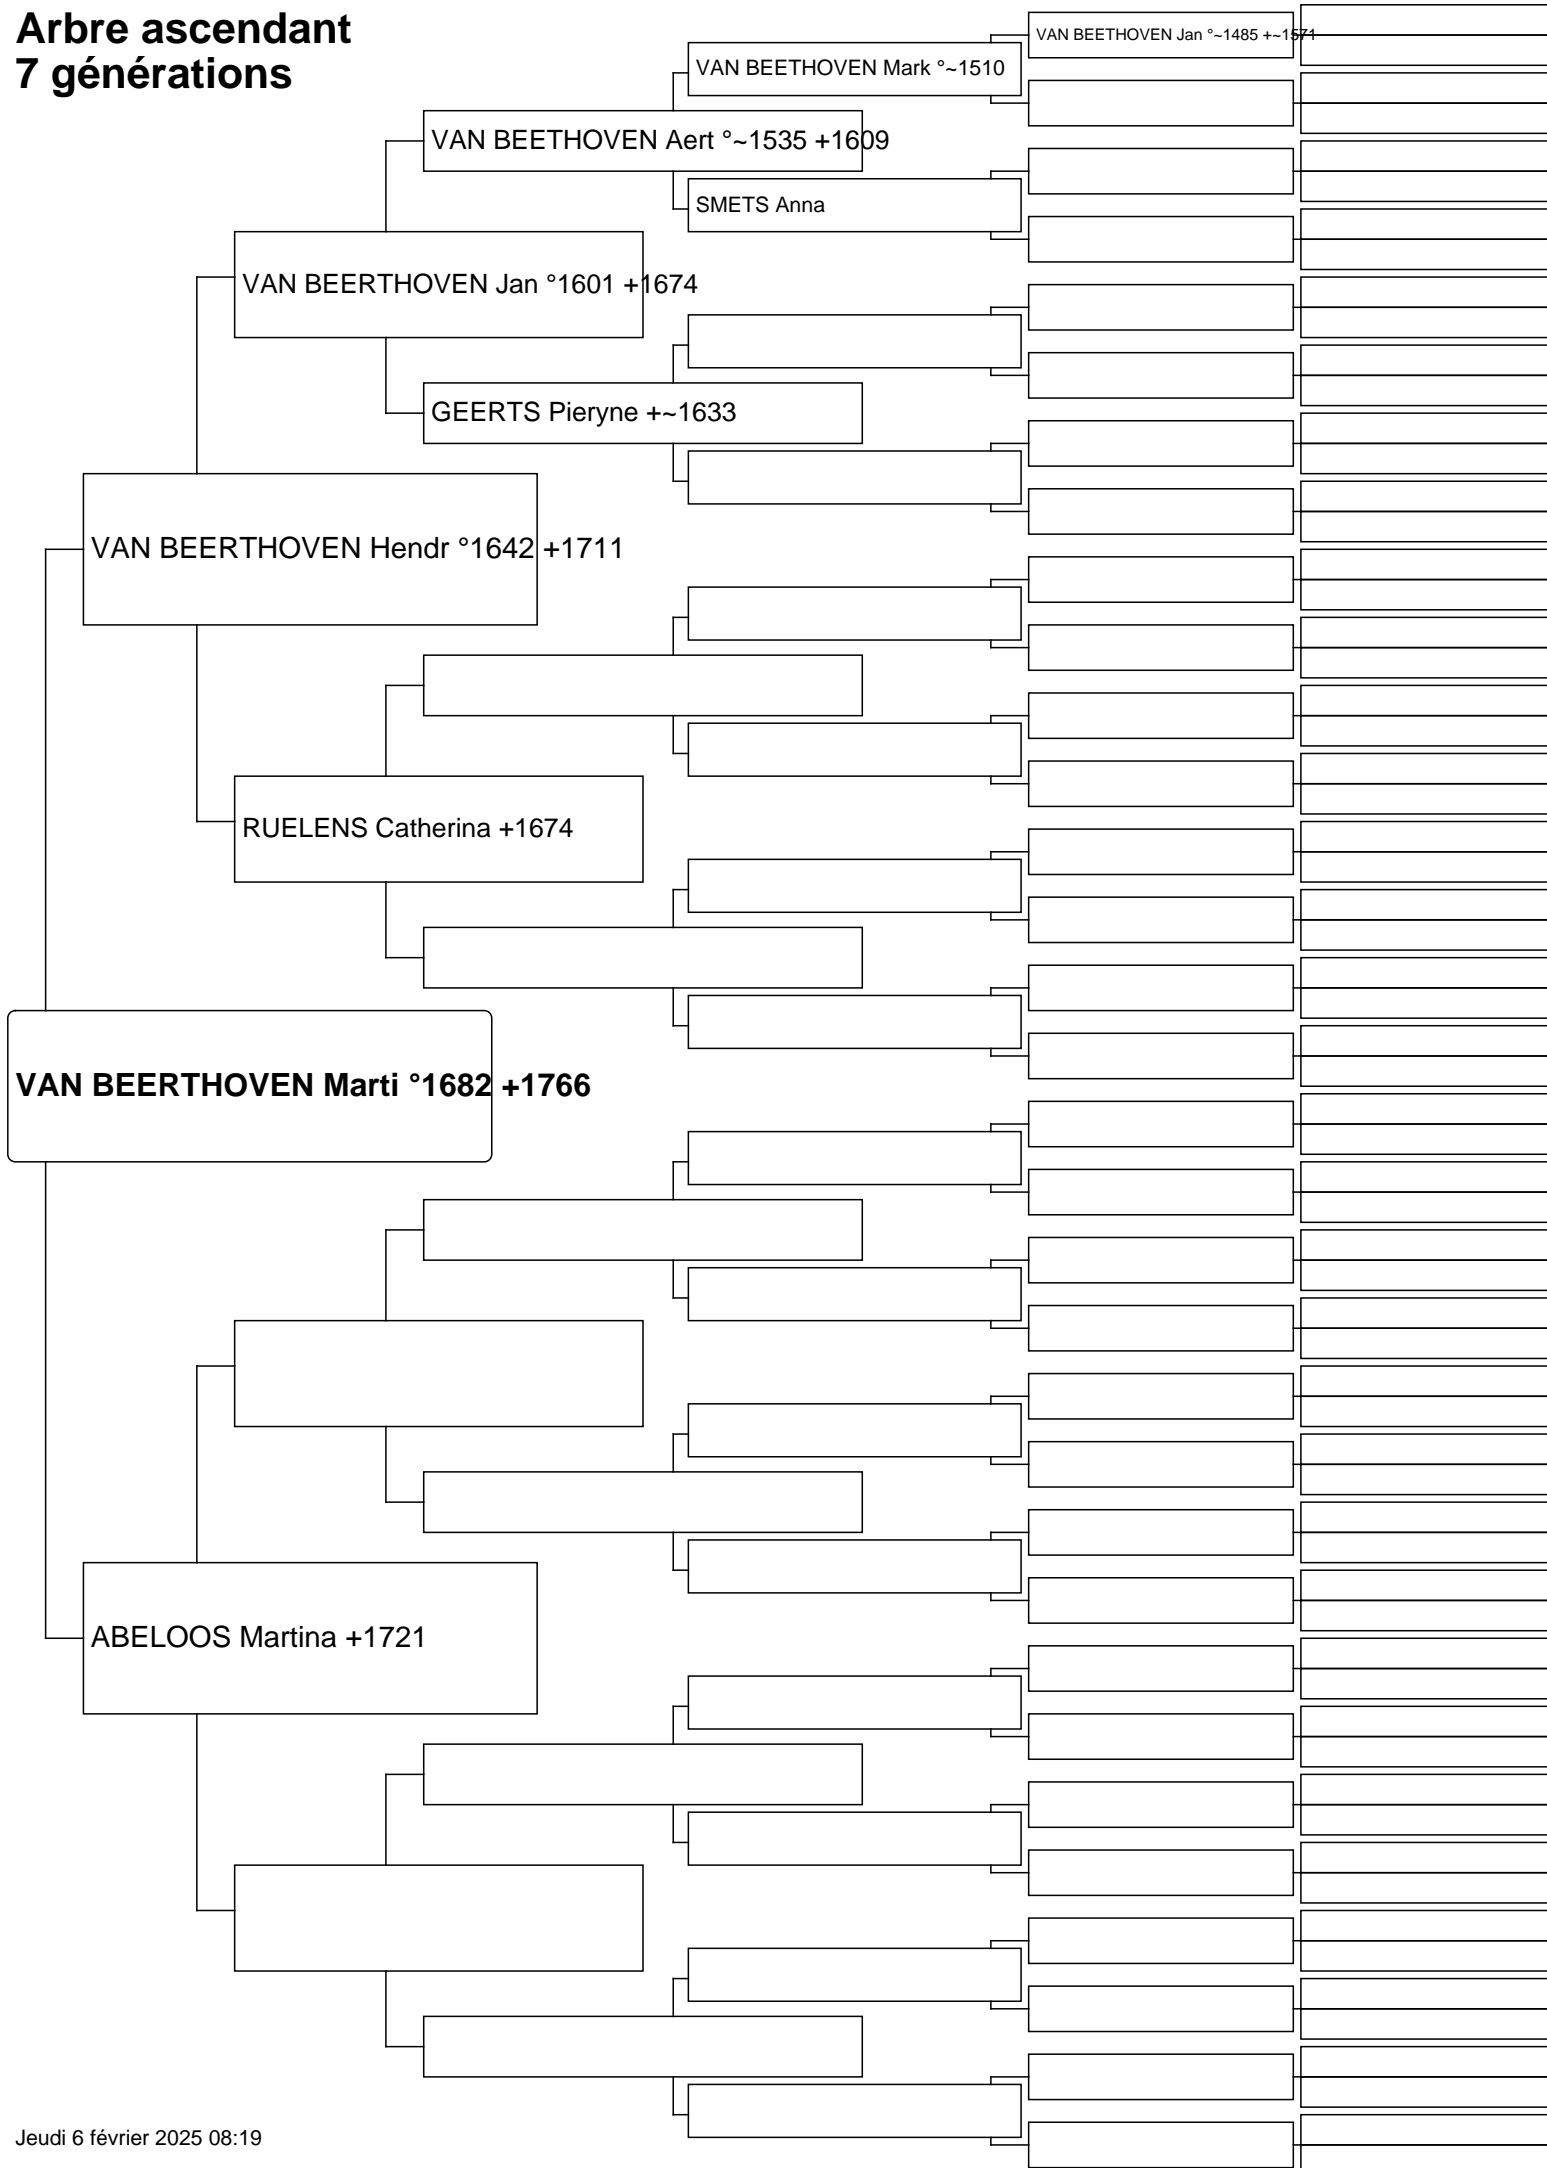 Arbre ascendant
7 générations
VAN BEETHOVEN Jan °~1485 +~1571
VAN BEETHOVEN Mark °~1510
VAN BEETHOVEN Aert °~1535 +1609
SMETS Anna
VAN BEERTHOVEN Jan °1601 +1674
GEERTS Pieryne +~1633
VAN BEERTHOVEN Hendr °1642 +1711
RUELENS Catherina +1674
VAN BEERTHOVEN Marti °1682 +1766
ABELOOS Martina +1721
Jeudi 6 février 2025 08:19